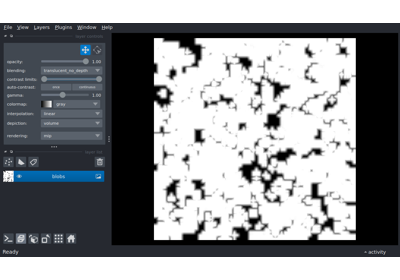 File View Layers Plugins Window Help
opacity: 1.00
blending: translucent_no_depth
contrast limits:
auto-contrast: once continuous
gamma: 1.00
colormap: gray
interpolation: linear
depiction: volume
rendering: mip
blobs
Ready activity